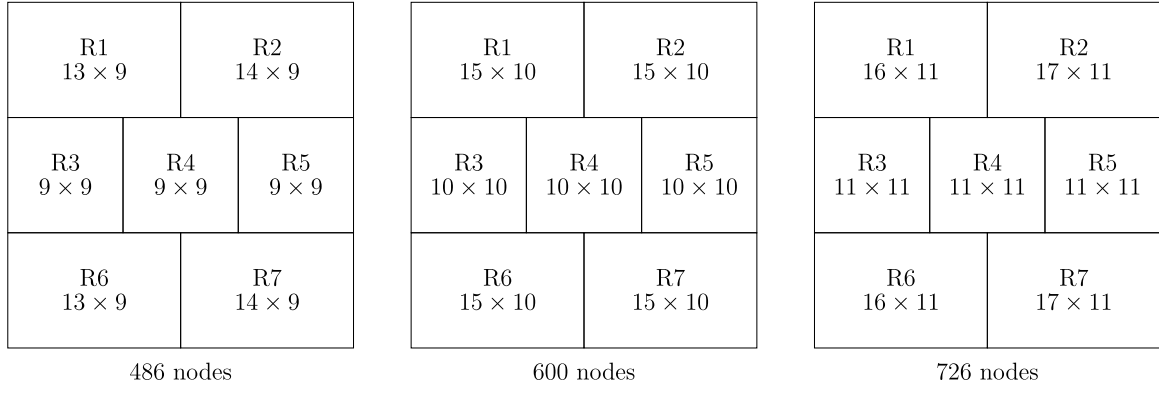 R1
13 × 9
R2
14 × 9
R3
9 × 9
R4
9 × 9
R5
9 × 9
R6
13 × 9
R7
14 × 9
486 nodes
R1
15 × 10
R2
15 × 10
R3
10 × 10
R4
10 × 10
R5
10 × 10
R6
15 × 10
R7
15 × 10
600 nodes
R1
16 × 11
R2
17 × 11
R3
11 × 11
R4
11 × 11
R5
11 × 11
R6
16 × 11
R7
17 × 11
726 nodes